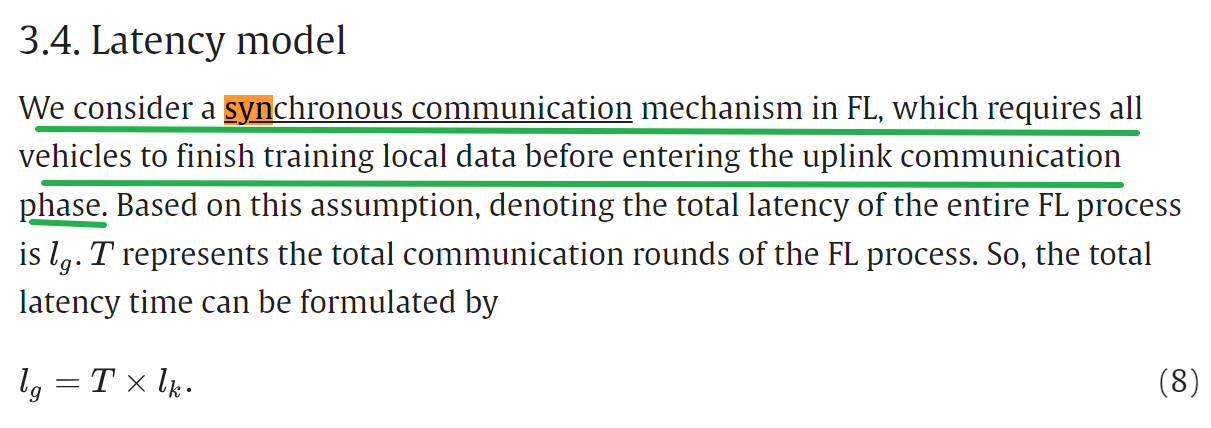 3.4. Latency model
We consider a synchronous communication mechanism in FL, which requires all
vehicles to finish training local data before entering the uplink communication
phase. Based on this assumption, denoting the total latency of the entire FL process
is l_g. T represents the total communication rounds of the FL process. So, the total
latency time can be formulated by
l_g = T × l_k. (8)